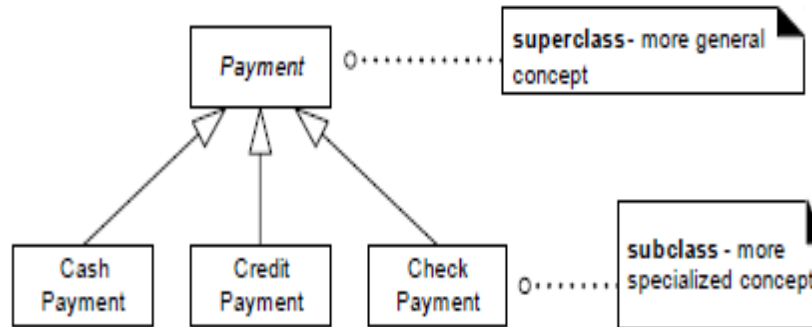 Payment
superclass- more general
concept
Cash
Payment
Credit
Payment
Check
Payment
subclass - more
specialized concept